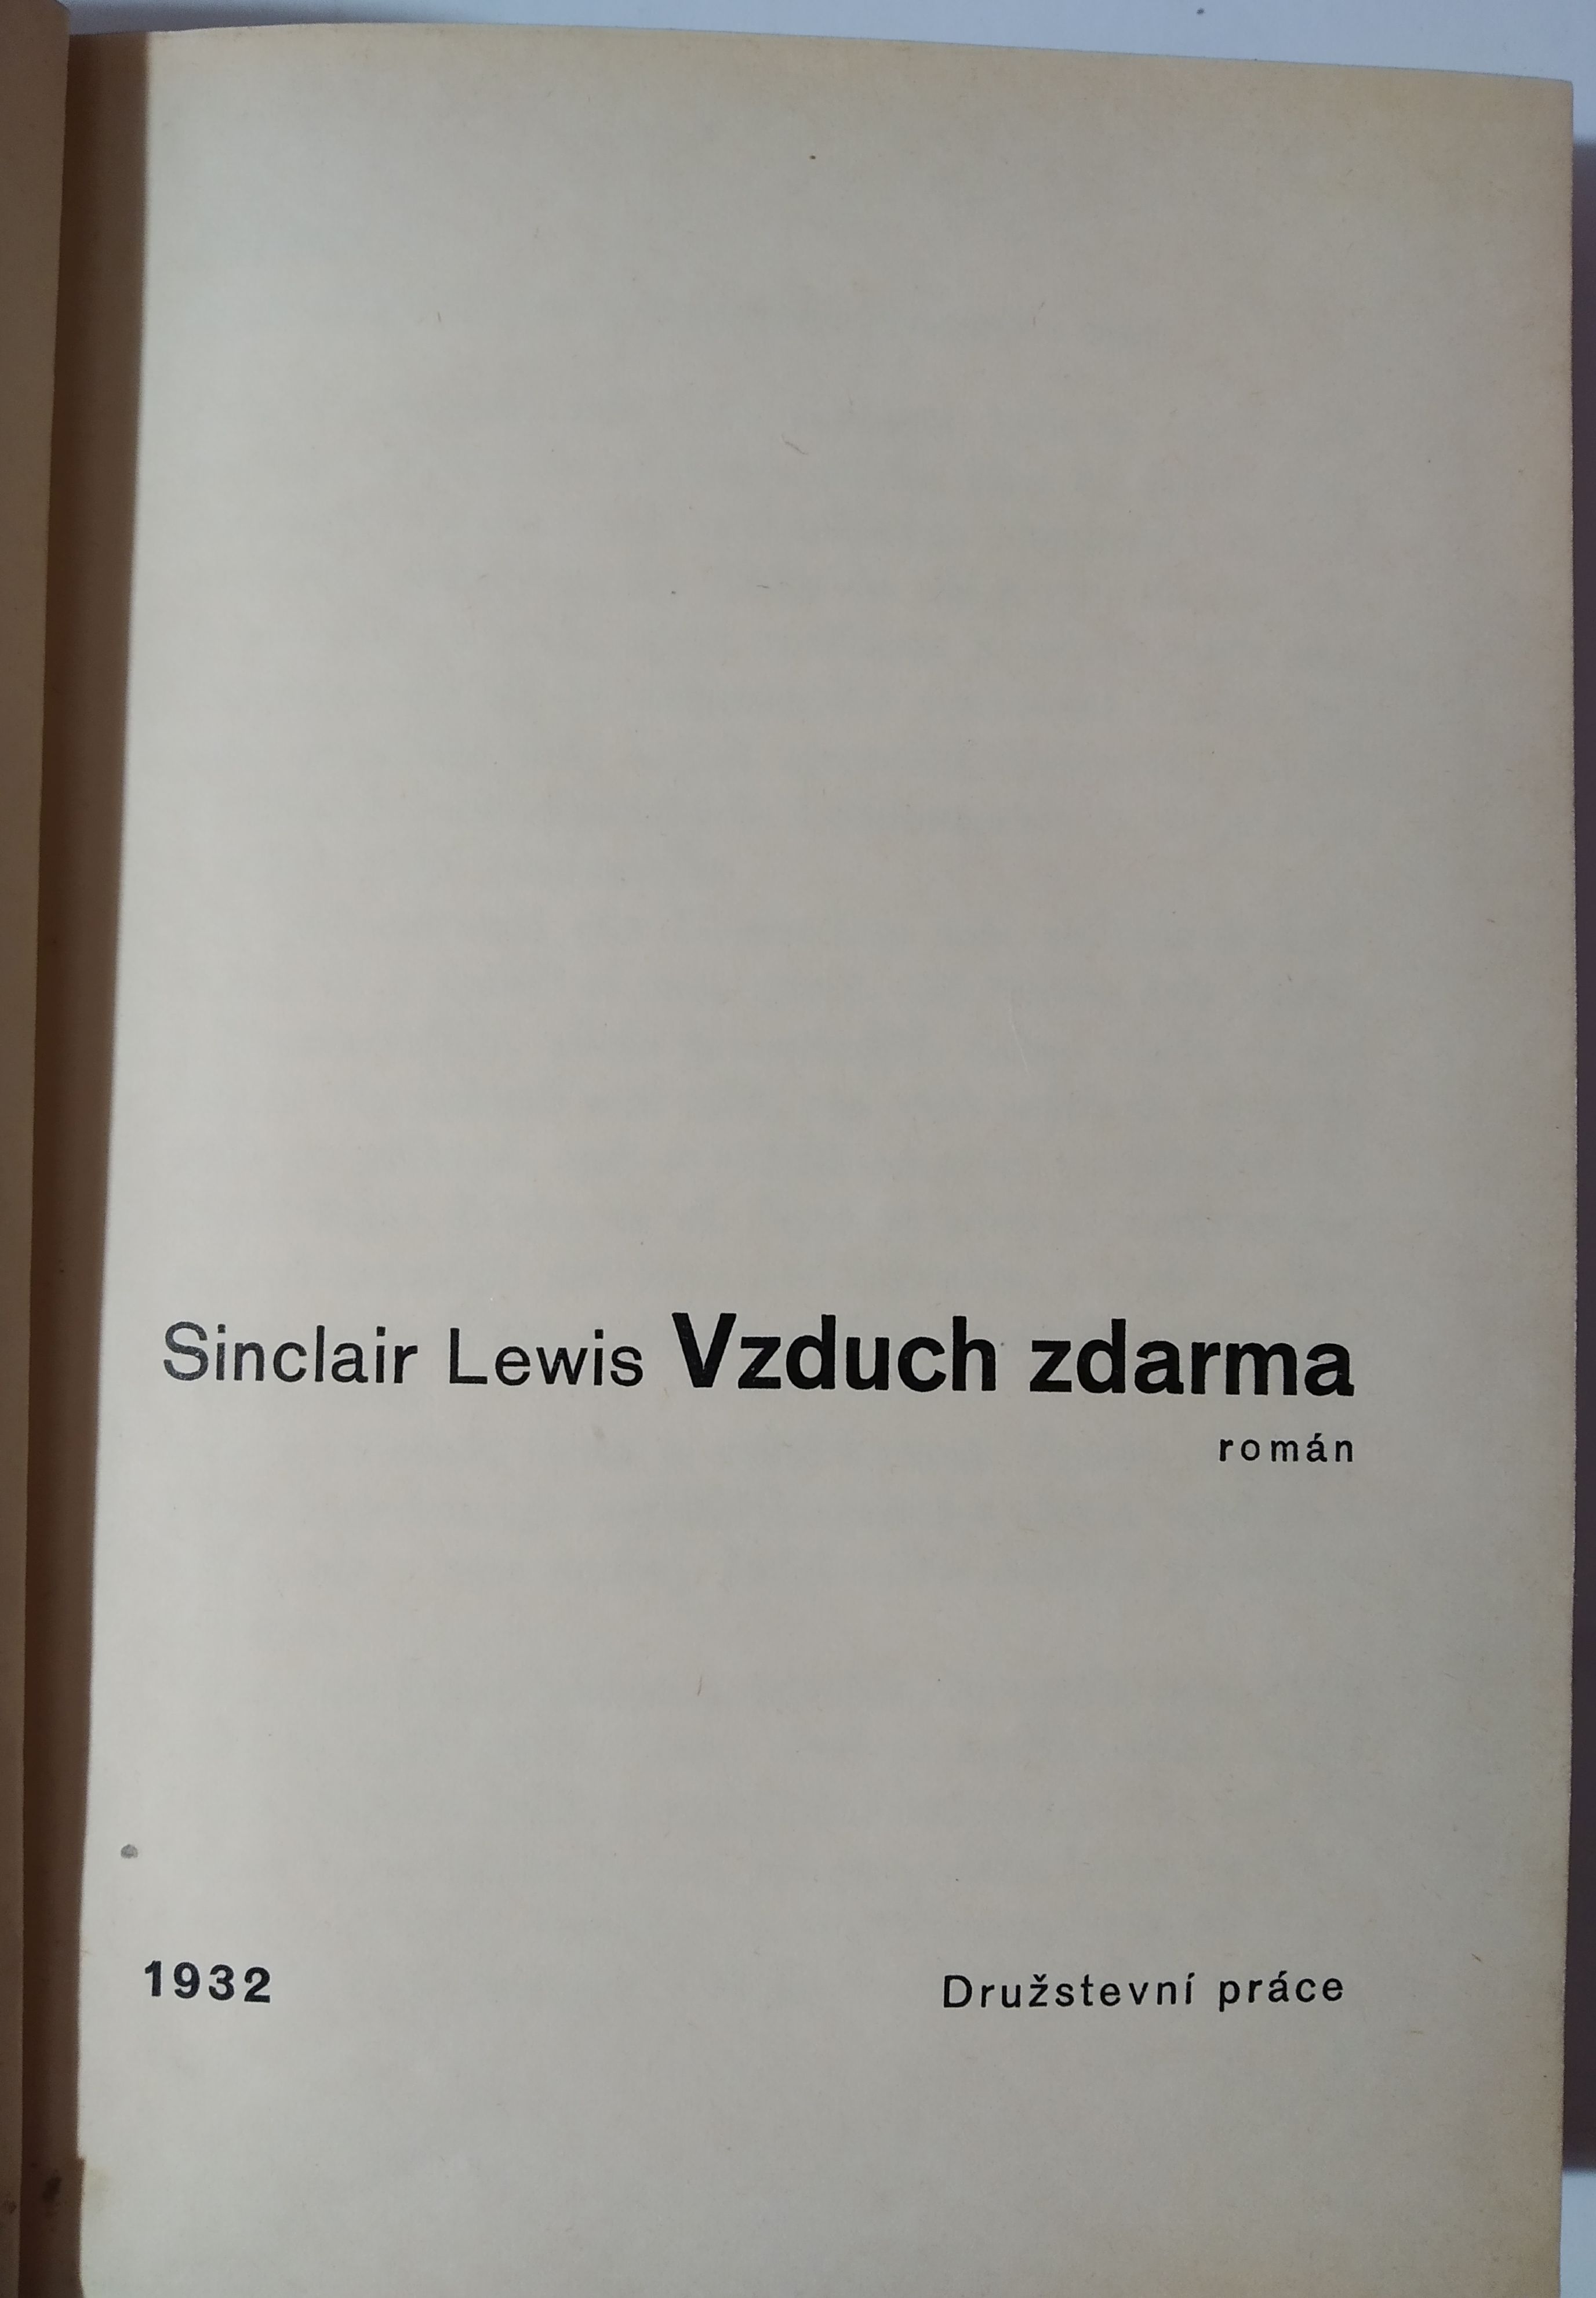 Sinclair Lewis Vzduch zdarma
román
1932 Družstevní práce